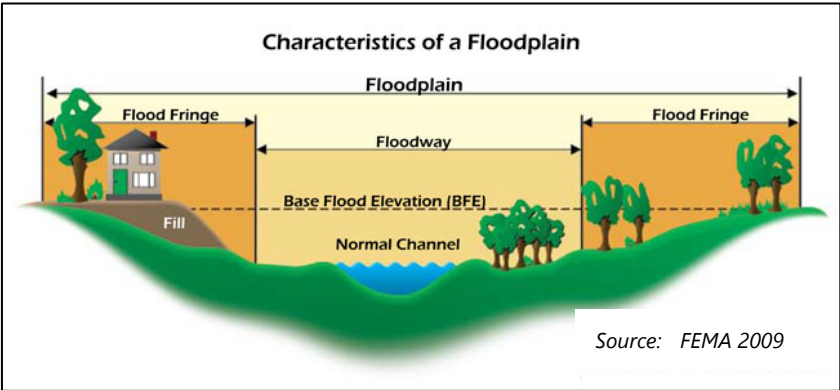 Characteristics of a Floodplain
Floodplain
Flood Fringe
Flood Fringe
Floodway
Base Flood Elevation (BFE)
Fill
Normal Channel
Source: FEMA 2009